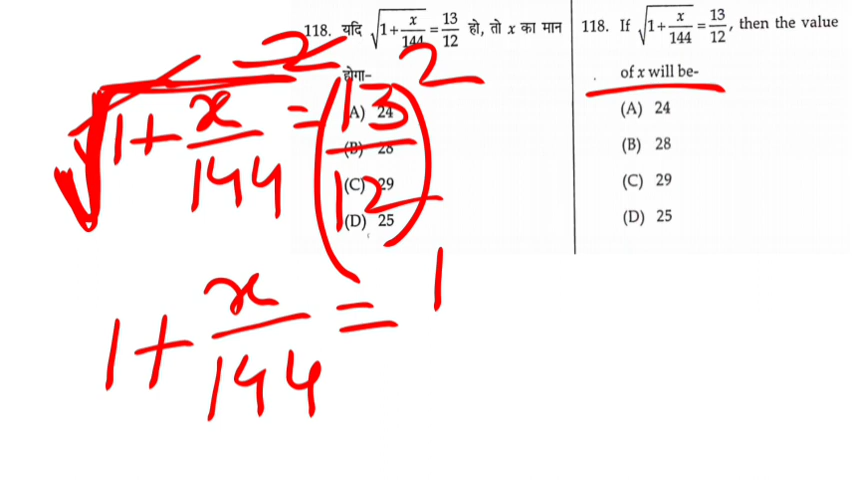 118. यदि √(1+x/144) = 13/12 हो, तो x का मान
होगा-
(A) 24
(B) 28
(C) 29
(D) 25
118. If √(1+x/144) = 13/12, then the value
of x will be-
(A) 24
(B) 28
(C) 29
(D) 25
√(1+x/144)² = (13/12)²
1+x/144 = 1